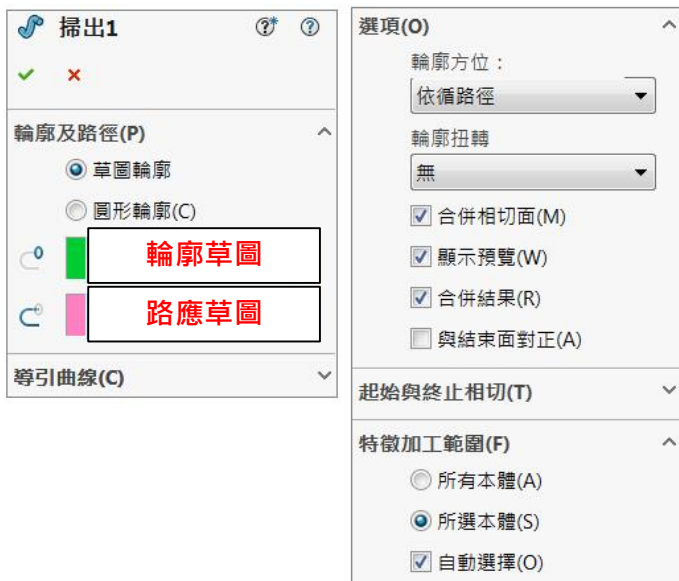 掃出1
輪廓及路徑(P)
草圖輪廓
圓形輪廓(C)
輪廓草圖
路應草圖
導引曲線(C)
選項(O)
輪廓方位：
依循路徑
輪廓扭轉
無
合併相切面(M)
顯示預覽(W)
合併結果(R)
與結束面對正(A)
起始與終止相切(T)
特徵加工範圍(F)
所有本體(A)
所選本體(S)
自動選擇(O)